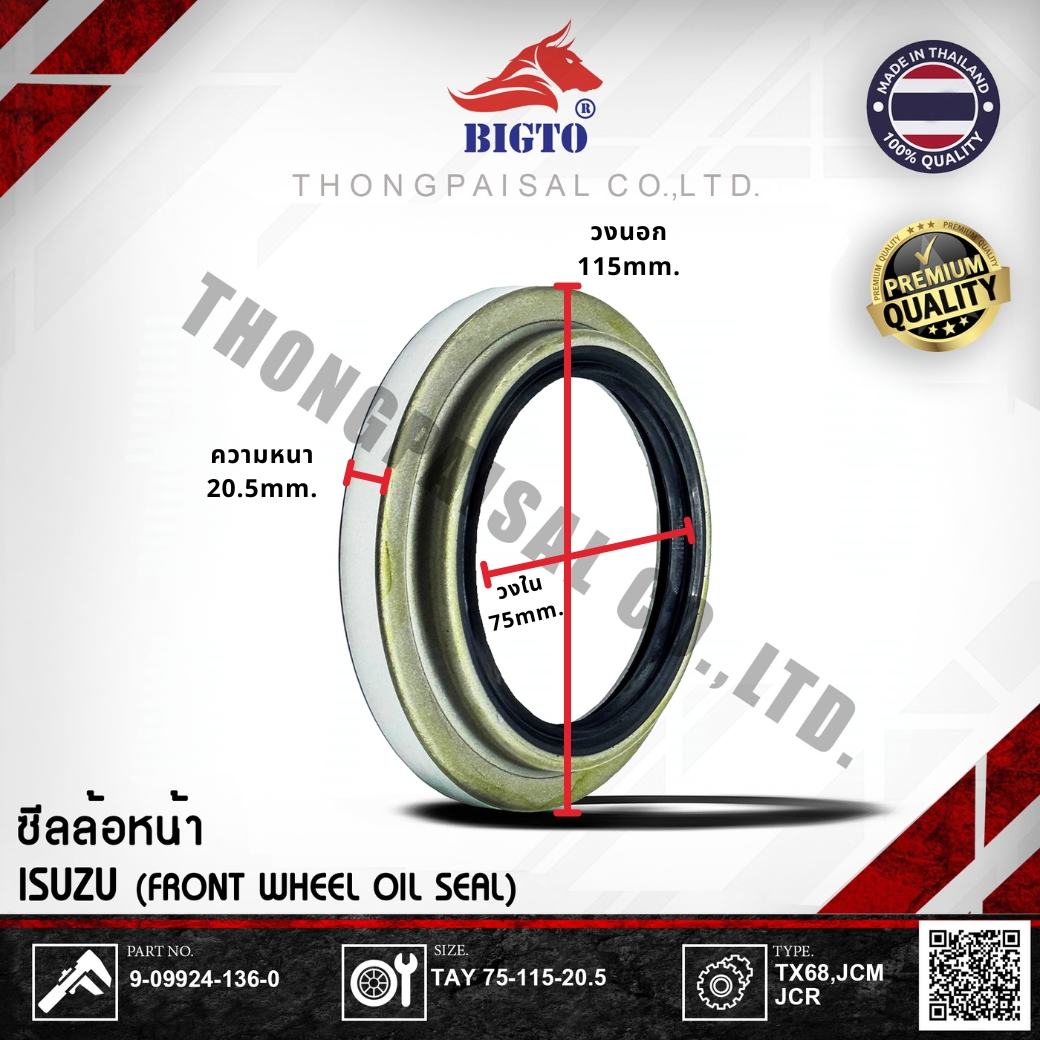 BIGTO
®
THONGPAISAL CO.,LTD.
MADE IN THAILAND
100% QUALITY
PREMIUM QUALITY ★★★ PREMIUM QUALITY
PREMIUM
QUALITY
วงนอก
115mm.
THONGPAISAL CO.,LTD.
ความหนา
20.5mm.
วงใน
75mm.
ซีลล้อหน้า
ISUZU (FRONT WHEEL OIL SEAL)
PART NO.
9-09924-136-0
SIZE.
TAY 75-115-20.5
TYPE.
TX68,JCM
JCR